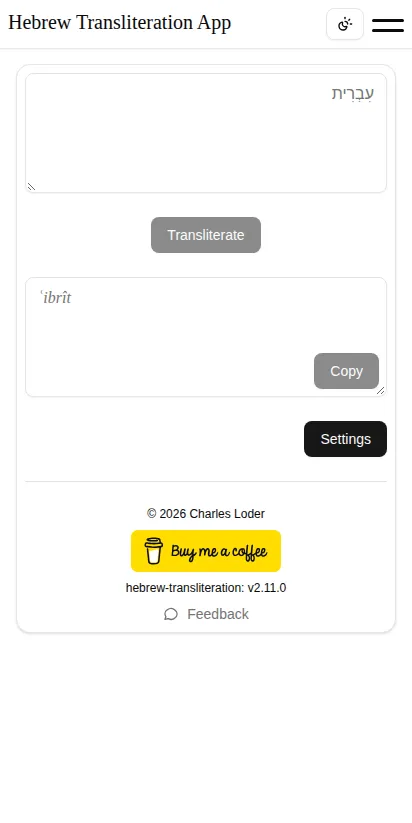 Hebrew Transliteration App
עִבְרִית
Transliterate
ʿibrît
Copy
Settings
© 2026 Charles Loder
Buy me a coffee
hebrew-transliteration: v2.11.0
Feedback